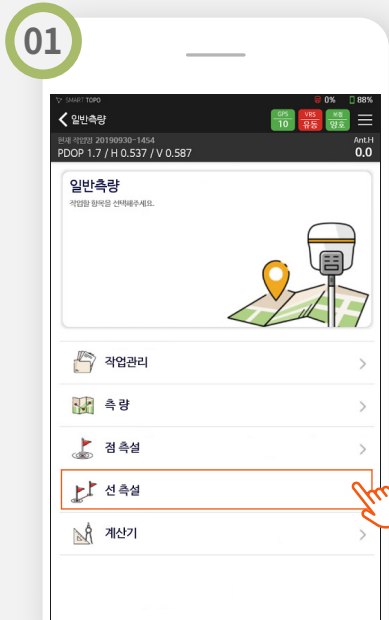 01
SMART TOPO 0% 88%
일반측량
GPS
10
VRS
유동
보정
양호
현재 작업명 20190930-1454 Ant.H
PDOP 1.7 / H 0.537 / V 0.587 0.0
일반측량
작업할 항목을 선택해주세요.
작업관리
측 량
점 측설
선 측설
계산기